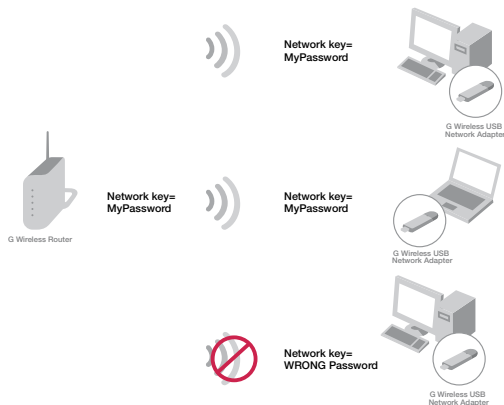 Network key=
MyPassword
G Wireless USB
Network Adapter
Network key=
MyPassword
G Wireless Router
Network key=
MyPassword
G Wireless USB
Network Adapter
Network key=
WRONG Password
G Wireless USB
Network Adapter